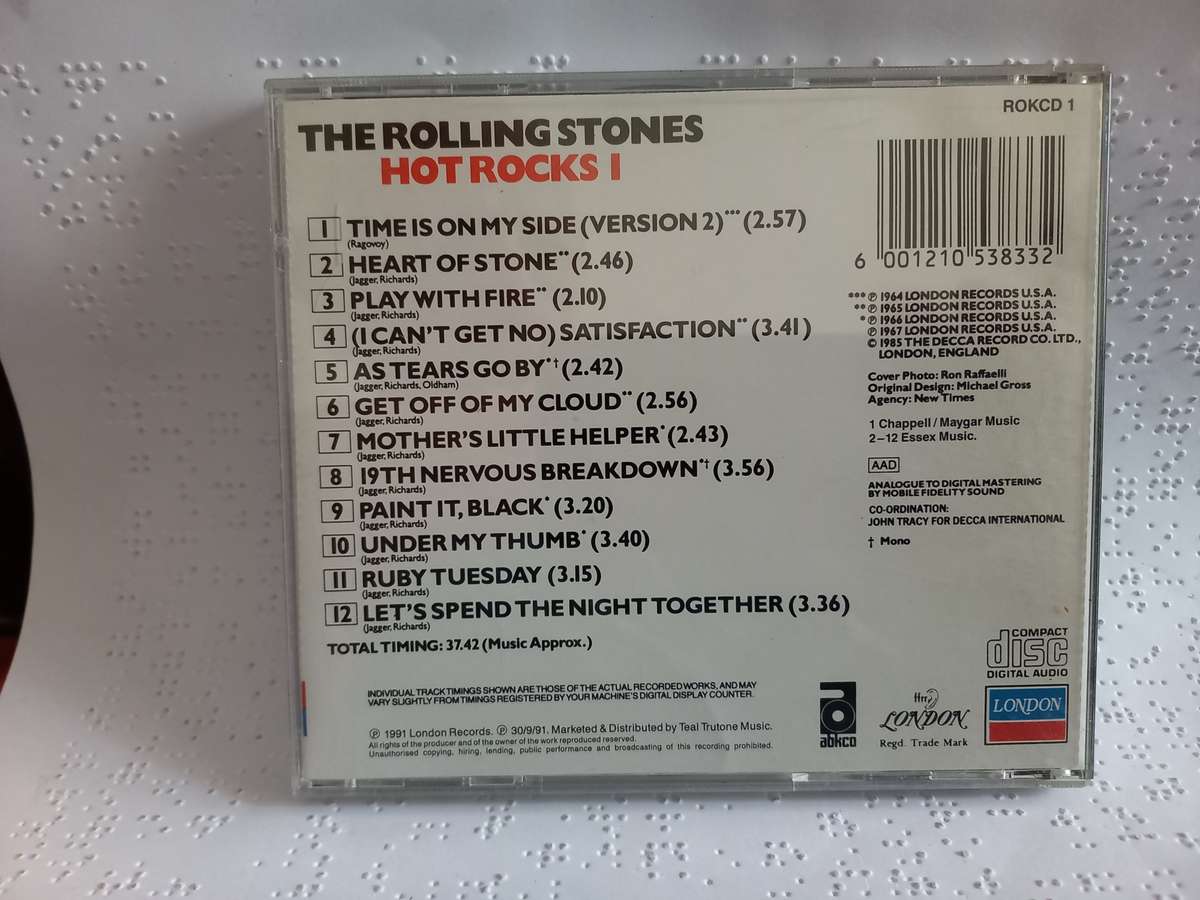 ROKCD 1
THE ROLLING STONES
HOT ROCKS 1
1 TIME IS ON MY SIDE (VERSION 2)*** (2.57)
(Ragovoy)
2 HEART OF STONE** (2.46)
(Jagger, Richards)
3 PLAY WITH FIRE** (2.10)
(Jagger, Richards)
4 (I CAN'T GET NO) SATISFACTION** (3.41)
(Jagger, Richards)
5 AS TEARS GO BY*† (2.42)
(Jagger, Richards, Oldham)
6 GET OFF OF MY CLOUD** (2.56)
(Jagger, Richards)
7 MOTHER'S LITTLE HELPER* (2.43)
(Jagger, Richards)
8 19TH NERVOUS BREAKDOWN*† (3.56)
(Jagger, Richards)
9 PAINT IT, BLACK* (3.20)
(Jagger, Richards)
10 UNDER MY THUMB* (3.40)
(Jagger, Richards)
11 RUBY TUESDAY (3.15)
(Jagger, Richards)
12 LET'S SPEND THE NIGHT TOGETHER (3.36)
(Jagger, Richards)
TOTAL TIMING: 37.42 (Music Approx.)
INDIVIDUAL TRACK TIMINGS SHOWN ARE THOSE OF THE ACTUAL RECORDED WORKS, AND MAY
VARY SLIGHTLY FROM TIMINGS REGISTERED BY YOUR MACHINE'S DIGITAL DISPLAY COUNTER.
℗ 1991 London Records. ℗ 30/9/91. Marketed & Distributed by Teal Trutone Music.
All rights of the producer and of the owner of the work reproduced reserved.
Unauthorised copying, hiring, lending, public performance and broadcasting of this recording prohibited.
6 001210 538332
*** ℗ 1964 LONDON RECORDS U.S.A.
** ℗ 1965 LONDON RECORDS U.S.A.
* ℗ 1966 LONDON RECORDS U.S.A.
℗ 1967 LONDON RECORDS U.S.A.
© 1985 THE DECCA RECORD CO. LTD.,
LONDON, ENGLAND
Cover Photo: Ron Raffaelli
Original Design: Michael Gross
Agency: New Times
1 Chappell / Maygar Music
2–12 Essex Music.
AAD
ANALOGUE TO DIGITAL MASTERING
BY MOBILE FIDELITY SOUND
CO-ORDINATION:
JOHN TRACY FOR DECCA INTERNATIONAL
† Mono
COMPACT
disc
DIGITAL AUDIO
abkco
ffrr
LONDON
Regd. Trade Mark
LONDON